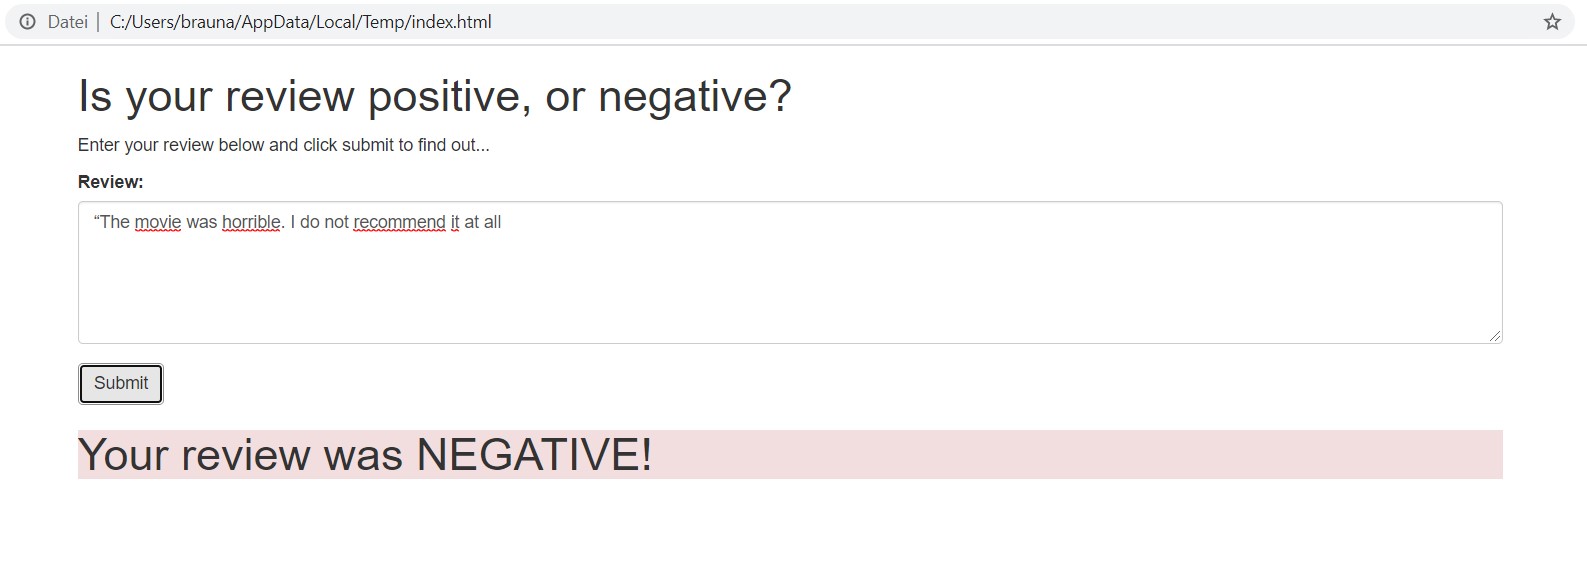 Datei | C:/Users/brauna/AppData/Local/Temp/index.html
Is your review positive, or negative?
Enter your review below and click submit to find out...
Review:
“The movie was horrible. I do not recommend it at all
Submit
Your review was NEGATIVE!